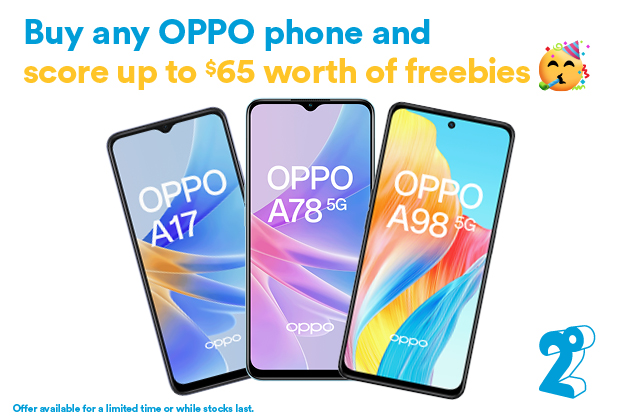 Buy any OPPO phone and
score up to $65 worth of freebies
OPPO
A17
oppo
OPPO
A78 5G
oppo
OPPO
A98 5G
oppo
2°
Offer available for a limited time or while stocks last.